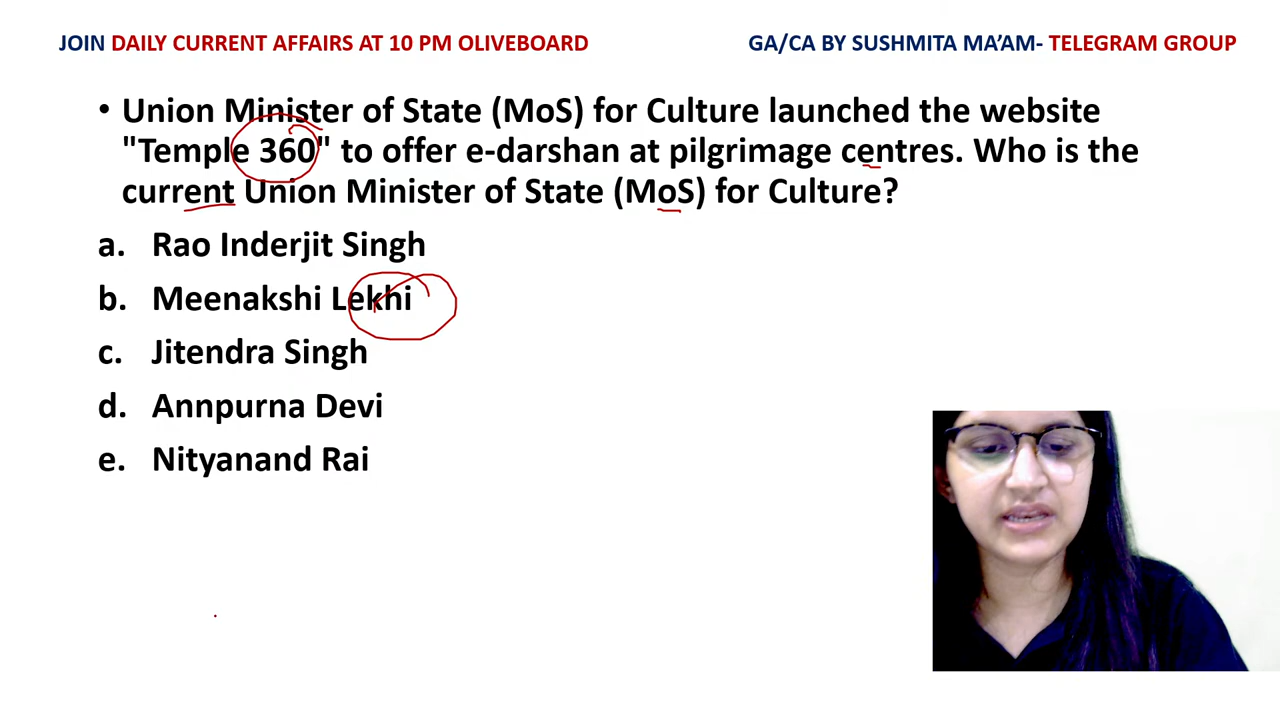 JOIN DAILY CURRENT AFFAIRS AT 10 PM OLIVEBOARD
GA/CA BY SUSHMITA MA'AM- TELEGRAM GROUP
• Union Minister of State (MoS) for Culture launched the website
"Temple 360" to offer e-darshan at pilgrimage centres. Who is the
current Union Minister of State (MoS) for Culture?
a. Rao Inderjit Singh
b. Meenakshi Lekhi
c. Jitendra Singh
d. Annpurna Devi
e. Nityanand Rai